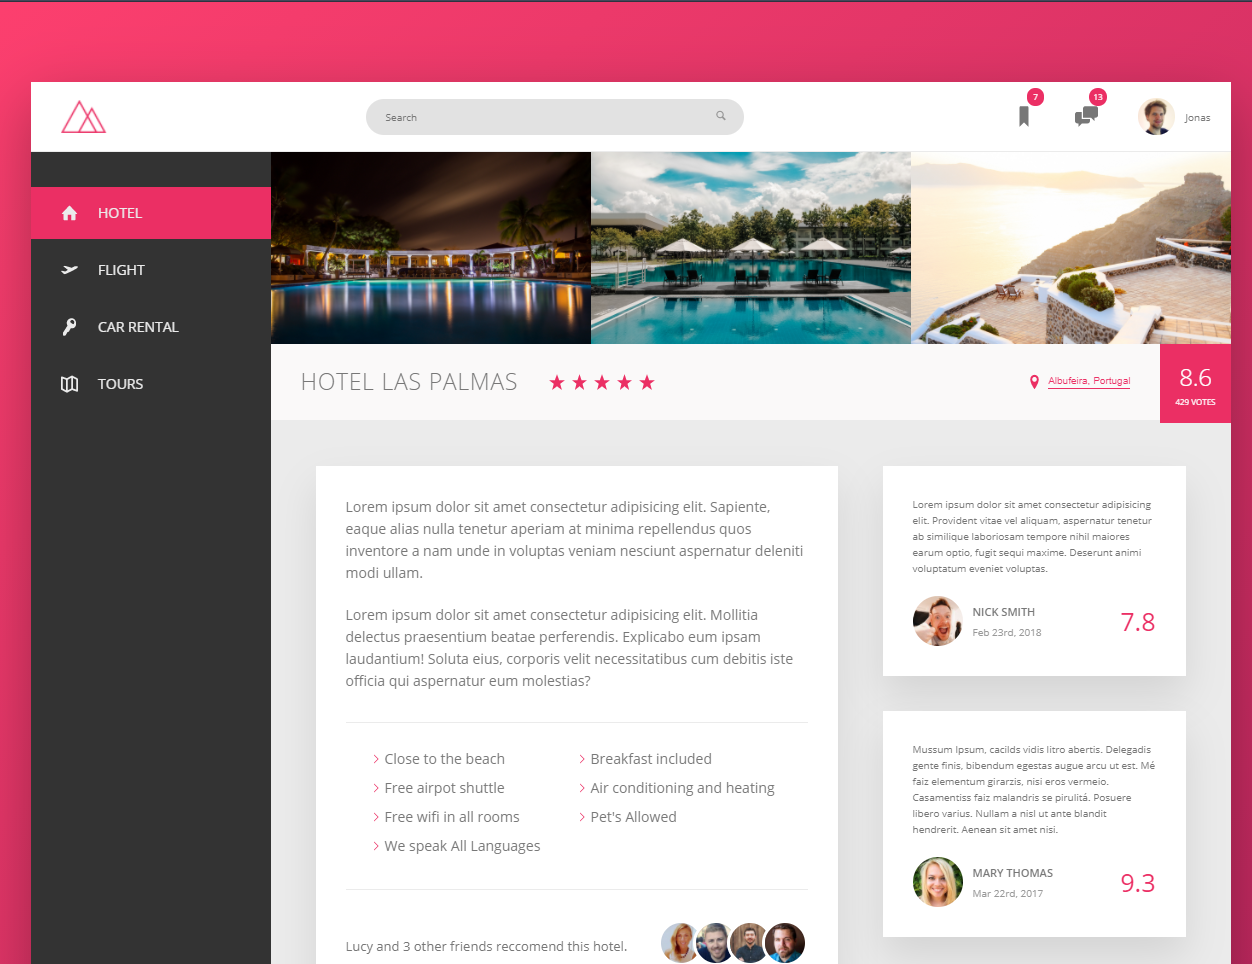 Search
7
13
Jonas
HOTEL
FLIGHT
CAR RENTAL
TOURS
HOTEL LAS PALMAS
Albufeira, Portugal
8.6
429 VOTES
Lorem ipsum dolor sit amet consectetur adipisicing elit. Sapiente,
eaque alias nulla tenetur aperiam at minima repellendus quos
inventore a nam unde in voluptas veniam nesciunt aspernatur deleniti
modi ullam.
Lorem ipsum dolor sit amet consectetur adipisicing elit. Mollitia
delectus praesentium beatae perferendis. Explicabo eum ipsam
laudantium! Soluta eius, corporis velit necessitatibus cum debitis iste
officia qui aspernatur eum molestias?
Close to the beach
Breakfast included
Free airpot shuttle
Air conditioning and heating
Free wifi in all rooms
Pet's Allowed
We speak All Languages
Lucy and 3 other friends reccomend this hotel.
Lorem ipsum dolor sit amet consectetur adipisicing
elit. Provident vitae vel aliquam, aspernatur tenetur
ab similique laboriosam tempore nihil maiores
earum optio, fugit sequi maxime. Deserunt animi
voluptatum eveniet voluptas.
NICK SMITH
Feb 23rd, 2018
7.8
Mussum Ipsum, cacilds vidis litro abertis. Delegadis
gente finis, bibendum egestas augue arcu ut est. Mé
faiz elementum girarzis, nisi eros vermeio.
Casamentiss faiz malandris se pirulitá. Posuere
libero varius. Nullam a nisl ut ante blandit
hendrerit. Aenean sit amet nisi.
MARY THOMAS
Mar 22rd, 2017
9.3